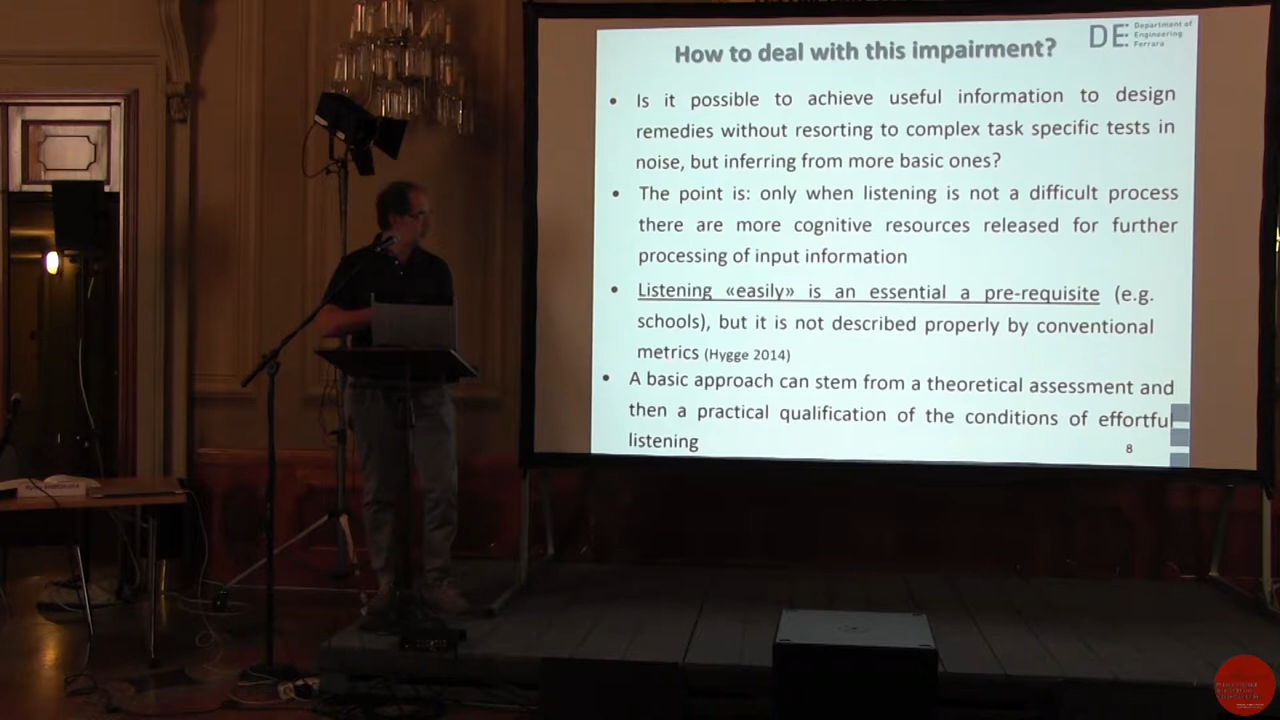 How to deal with this impairment?
DE:
Department of
Engineering
Ferrara
• Is it possible to achieve useful information to design
remedies without resorting to complex task specific tests in
noise, but inferring from more basic ones?
• The point is: only when listening is not a difficult process
there are more cognitive resources released for further
processing of input information
• Listening «easily» is an essential a pre-requisite (e.g.
schools), but it is not described properly by conventional
metrics (Hygge 2014)
• A basic approach can stem from a theoretical assessment and
then a practical qualification of the conditions of effortful
listening
8